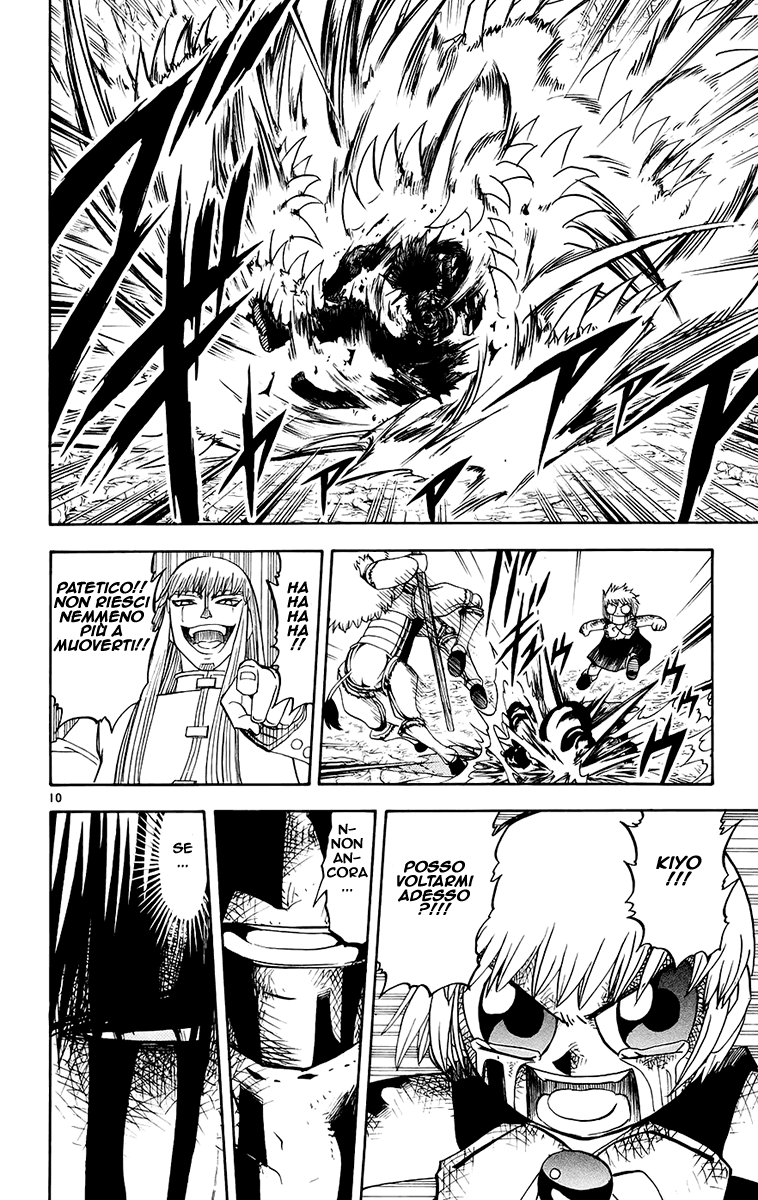 HA
HA
HA
HA
!!
PATETICO!!
NON RIESCI
NEMMENO
PIÙ A
MUOVERTI!!
10
KIYO
!!!
POSSO
VOLTARMI
ADESSO
?!!!
N-
NON
AN-
CORA
...
SE
...